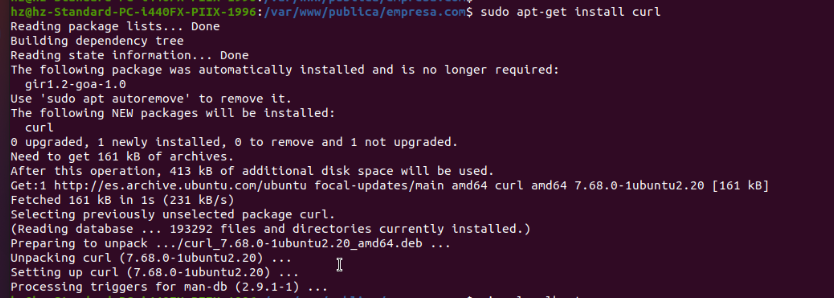 hz@hz-Standard-PC-i440FX-PIIX-1996:/var/www/publica/empresa.com$ sudo apt-get install curl
Reading package lists... Done
Building dependency tree
Reading state information... Done
The following package was automatically installed and is no longer required:
  gir1.2-goa-1.0
Use 'sudo apt autoremove' to remove it.
The following NEW packages will be installed:
  curl
0 upgraded, 1 newly installed, 0 to remove and 1 not upgraded.
Need to get 161 kB of archives.
After this operation, 413 kB of additional disk space will be used.
Get:1 http://es.archive.ubuntu.com/ubuntu focal-updates/main amd64 curl amd64 7.68.0-1ubuntu2.20 [161 kB]
Fetched 161 kB in 1s (231 kB/s)
Selecting previously unselected package curl.
(Reading database ... 193292 files and directories currently installed.)
Preparing to unpack .../curl_7.68.0-1ubuntu2.20_amd64.deb ...
Unpacking curl (7.68.0-1ubuntu2.20) ...
Setting up curl (7.68.0-1ubuntu2.20) ...
Processing triggers for man-db (2.9.1-1) ...